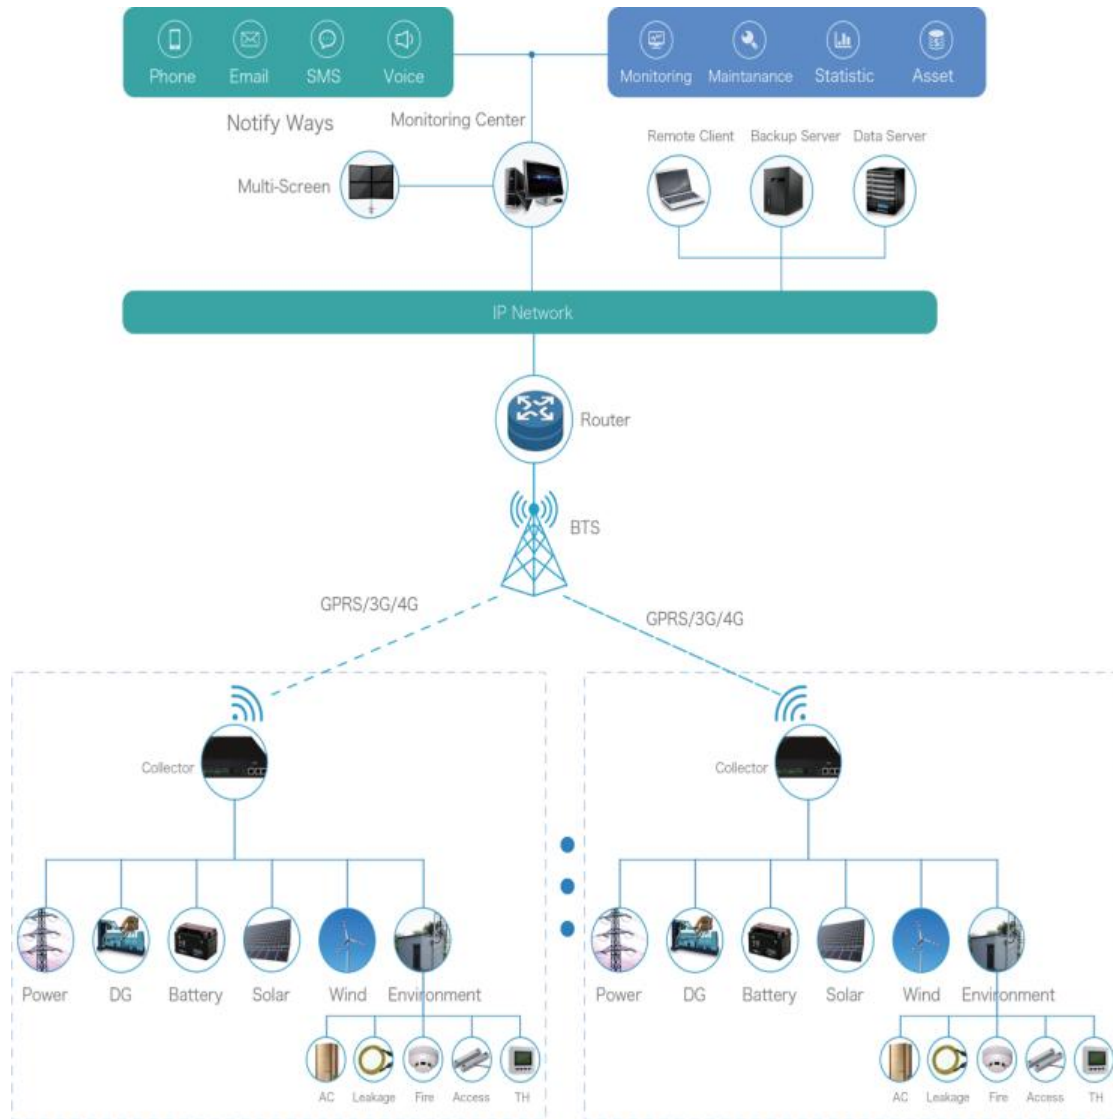 Phone Email SMS Voice
Monitoring Maintanance Statistic Asset
Notify Ways
Monitoring Center
Remote Client Backup Server Data Server
Multi-Screen
IP Network
Router
BTS
GPRS/3G/4G
GPRS/3G/4G
Collector
Collector
Power DG Battery Solar Wind Environment
Power DG Battery Solar Wind Environment
AC Leakage Fire Access TH
AC Leakage Fire Access TH